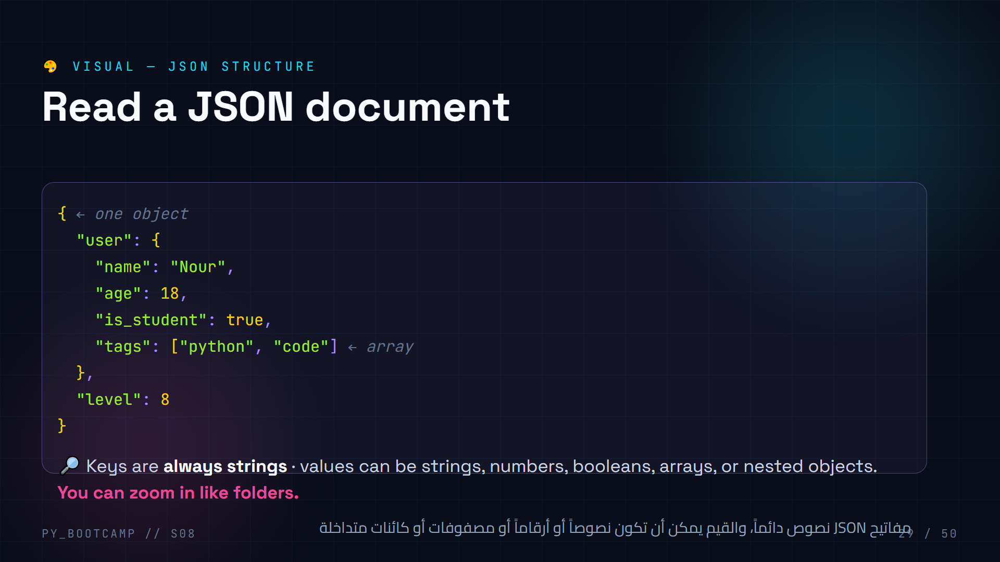 🎨 VISUAL — JSON STRUCTURE
Read a JSON document
{ ← one object
  "user": {
    "name": "Nour",
    "age": 18,
    "is_student": true,
    "tags": ["python", "code"] ← array
  },
  "level": 8
}
🔎 Keys are always strings · values can be strings, numbers, booleans, arrays, or nested objects.
You can zoom in like folders.
مفاتيح JSON نصوص دائماً، والقيم يمكن أن تكون نصوصاً أو أرقاماً أو مصفوفات أو كائنات متداخلة
PY_BOOTCAMP // S08
29 / 50